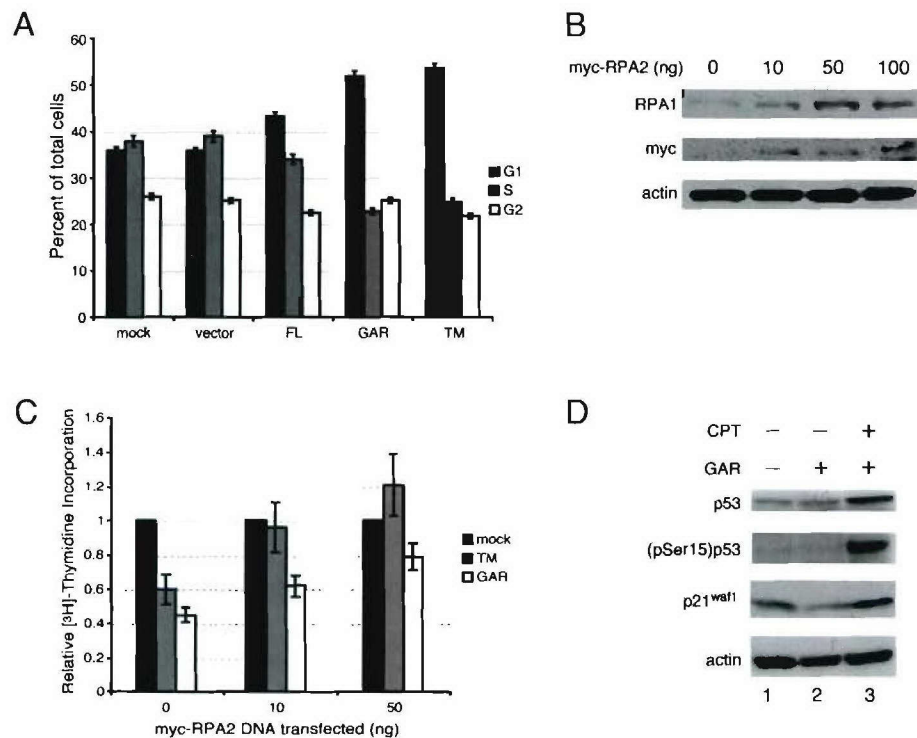 A
Percent of total cells
60
50
40
30
20
10
0
mock vector FL GAR TM
G1
S
G2
B
myc-RPA2 (ng) 0 10 50 100
RPA1
myc
actin
C
Relative [³H]-Thymidine Incorporation
1.6
1.4
1.2
1
0.8
0.6
0.4
0.2
0
0 10 50
myc-RPA2 DNA transfected (ng)
mock
TM
GAR
D
CPT − − +
GAR − + +
p53
(pSer15)p53
p21waf1
actin
1 2 3